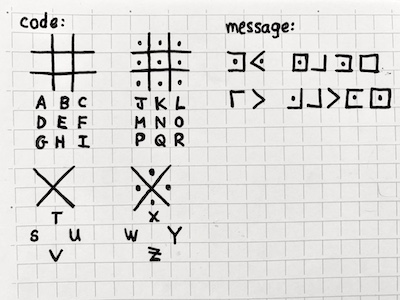 code:
A B C J K L
D E F M N O
G H I P Q R
T X
S U W Y
V Z
message: